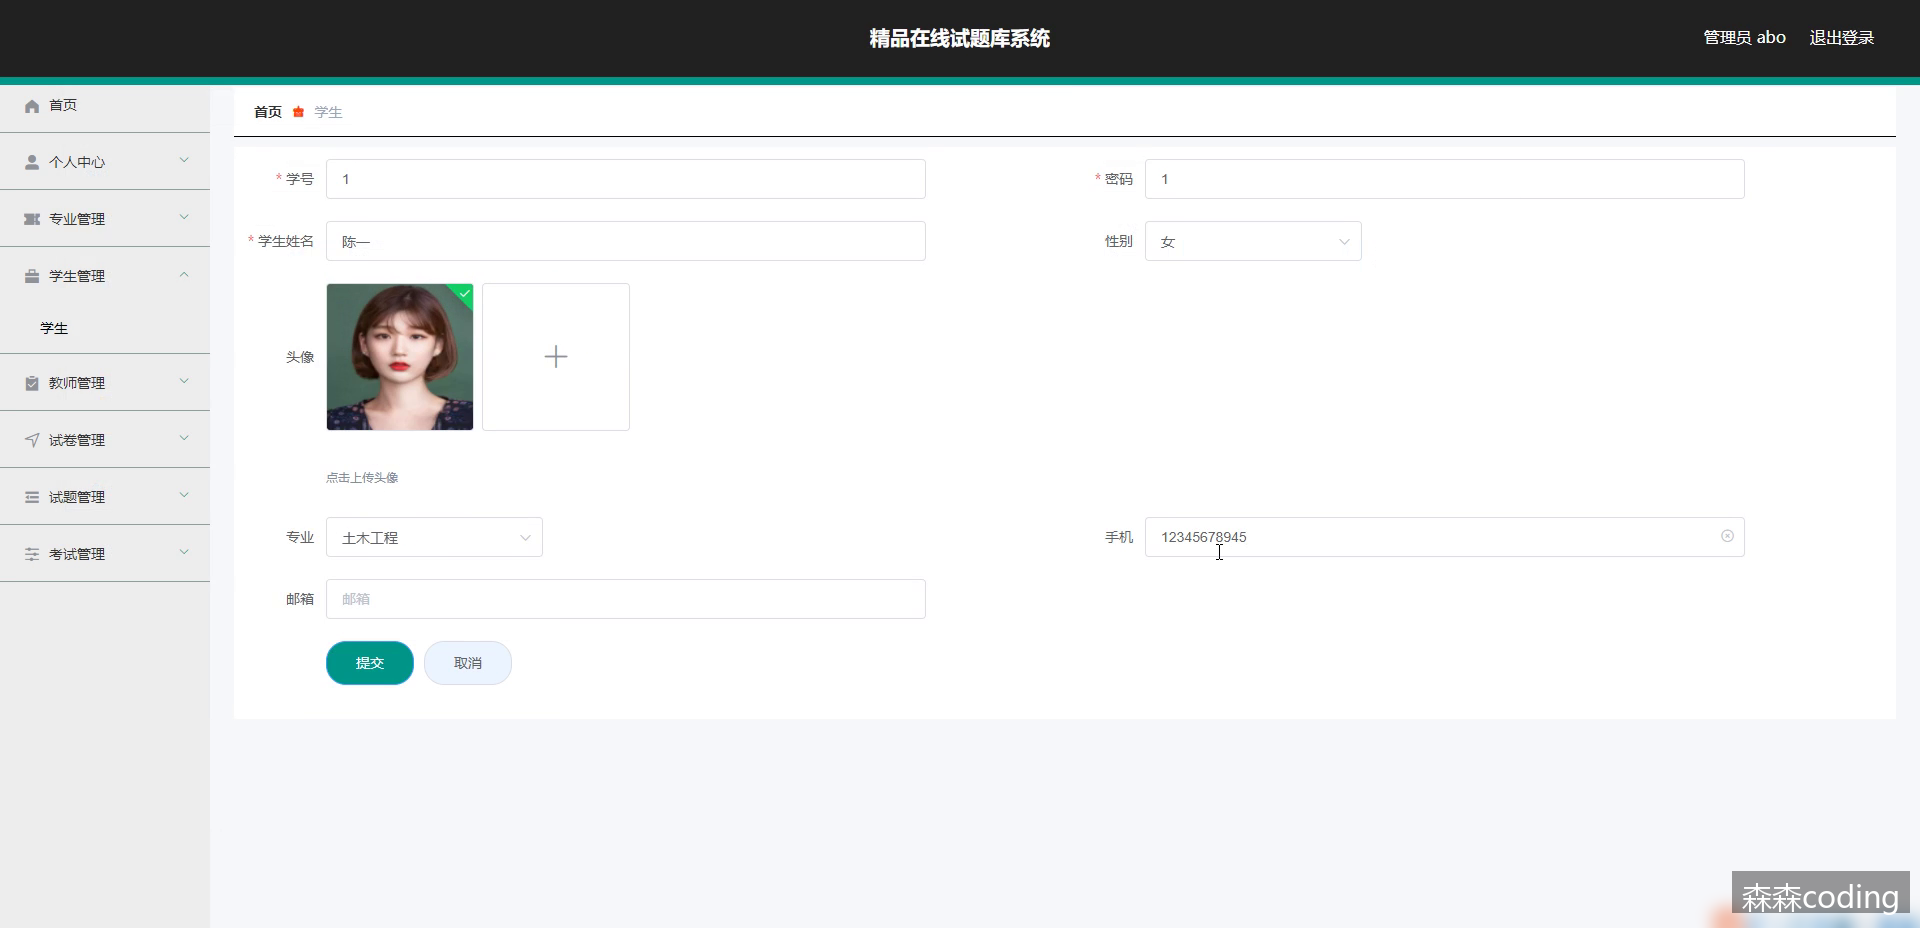 精品在线试题库系统
管理员 abo
退出登录
首页
个人中心
专业管理
学生管理
学生
教师管理
试卷管理
试题管理
考试管理
首页 学生
* 学号 1
* 密码 1
* 学生姓名 陈一
性别 女
头像
点击上传头像
专业 土木工程
手机 12345678945
邮箱 邮箱
提交
取消
森森coding